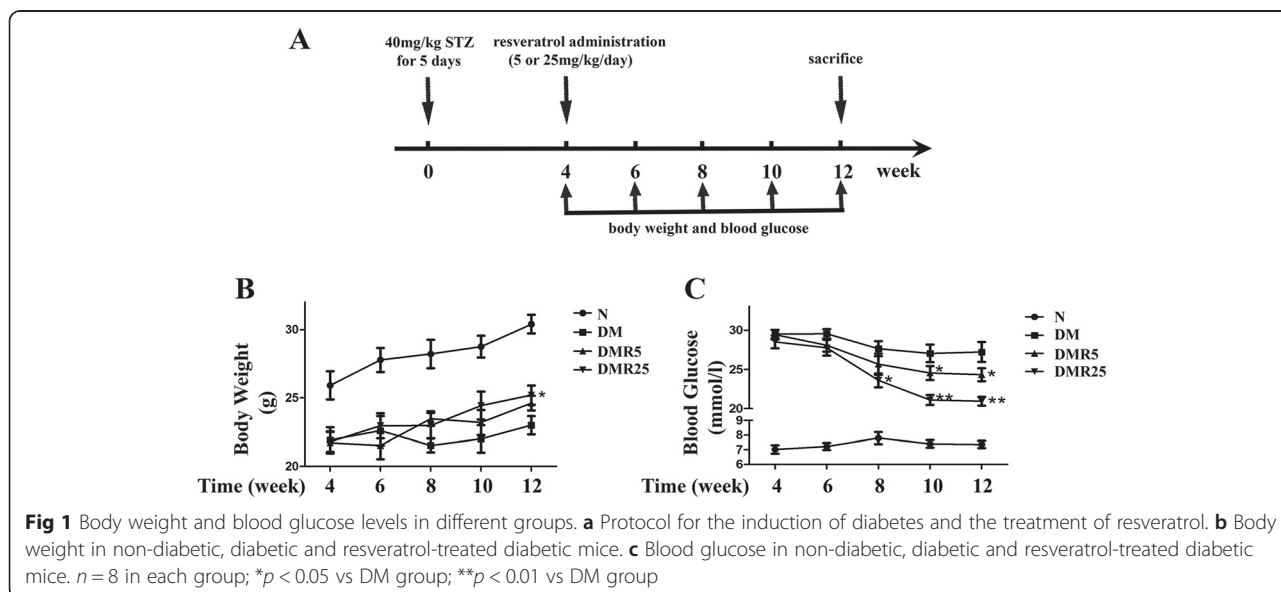 A
40mg/kg STZ
for 5 days
resveratrol administration
(5 or 25mg/kg/day)
sacrifice
0
4
6
8
10
12
week
body weight and blood glucose
B
Body Weight
(g)
30
25
20
4
6
8
10
12
Time (week)
N
DM
DMR5
DMR25
*
C
Blood Glucose
(mmol/l)
30
25
20
9
8
7
6
4
6
8
10
12
Time (week)
N
DM
DMR5
DMR25
*
*
*
**
**
Fig 1 Body weight and blood glucose levels in different groups. a Protocol for the induction of diabetes and the treatment of resveratrol. b Body
weight in non-diabetic, diabetic and resveratrol-treated diabetic mice. c Blood glucose in non-diabetic, diabetic and resveratrol-treated diabetic
mice. n = 8 in each group; *p < 0.05 vs DM group; **p < 0.01 vs DM group